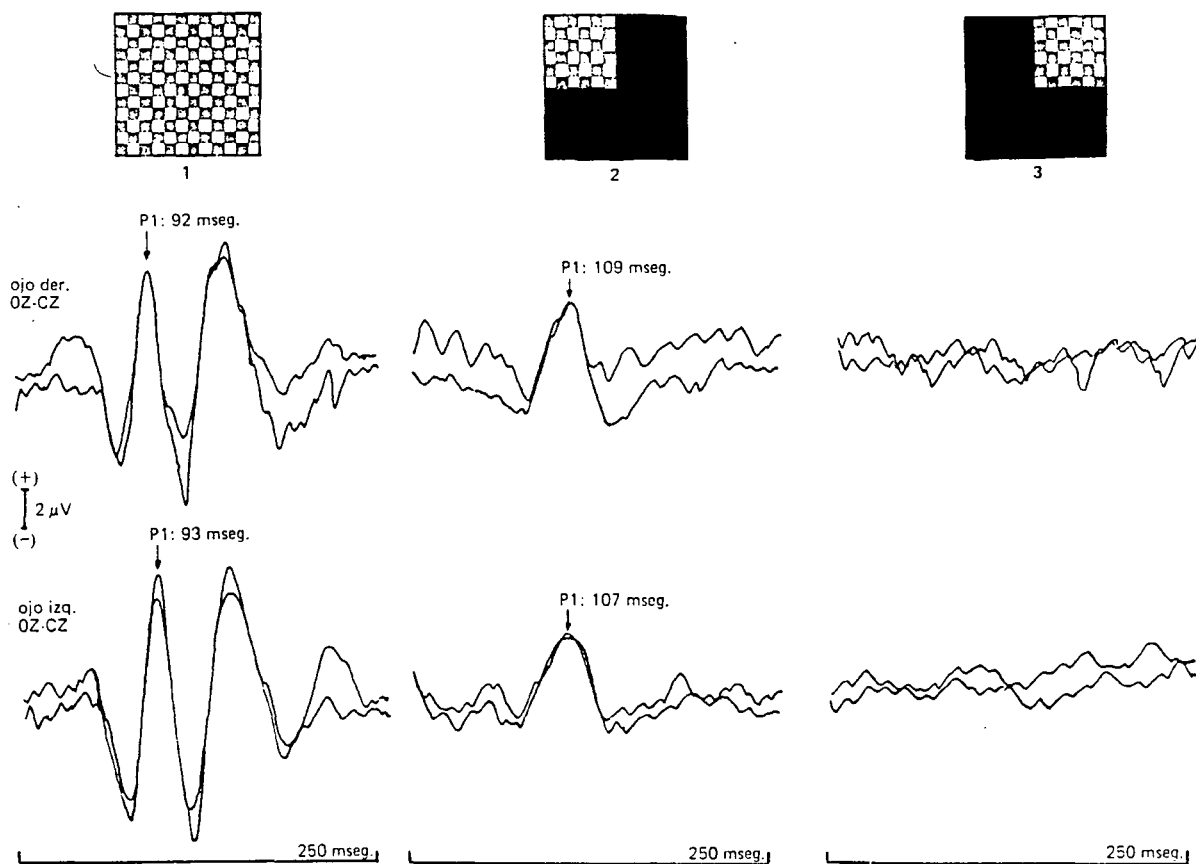 1
2
3
P1: 92 mseg.
P1: 109 mseg.
ojo der.
OZ-CZ
(+)
2 µV
(-)
P1: 93 mseg.
P1: 107 mseg.
ojo izq.
OZ-CZ
250 mseg.
250 mseg.
250 mseg.